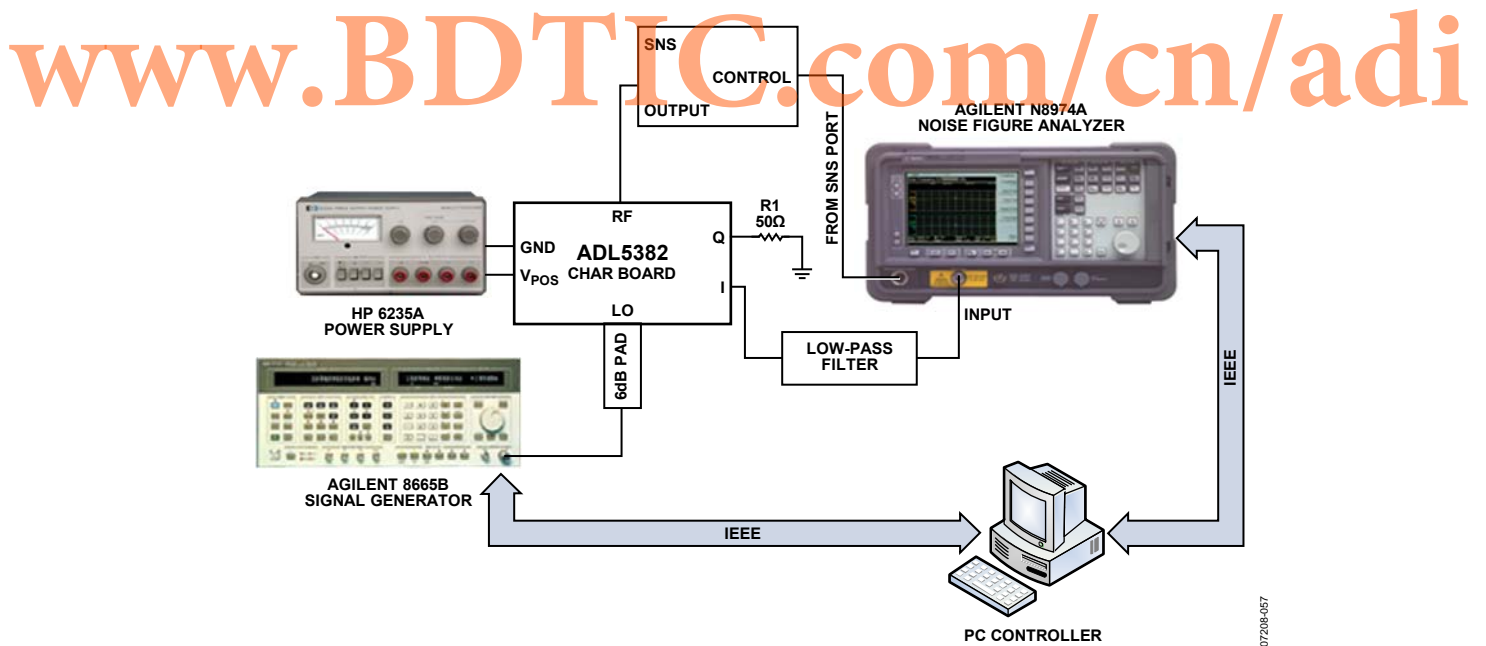 www.BDTIC.com/cn/adi
SNS
CONTROL
OUTPUT
AGILENT N8974A
NOISE FIGURE ANALYZER
FROM SNS PORT
RF
R1
50Ω
GND
ADL5382
Q
CHAR BOARD
VPOS
I
HP 6235A
POWER SUPPLY
LO
INPUT
6dB PAD
LOW-PASS
FILTER
IEEE
AGILENT 8665B
SIGNAL GENERATOR
IEEE
PC CONTROLLER
07208-057